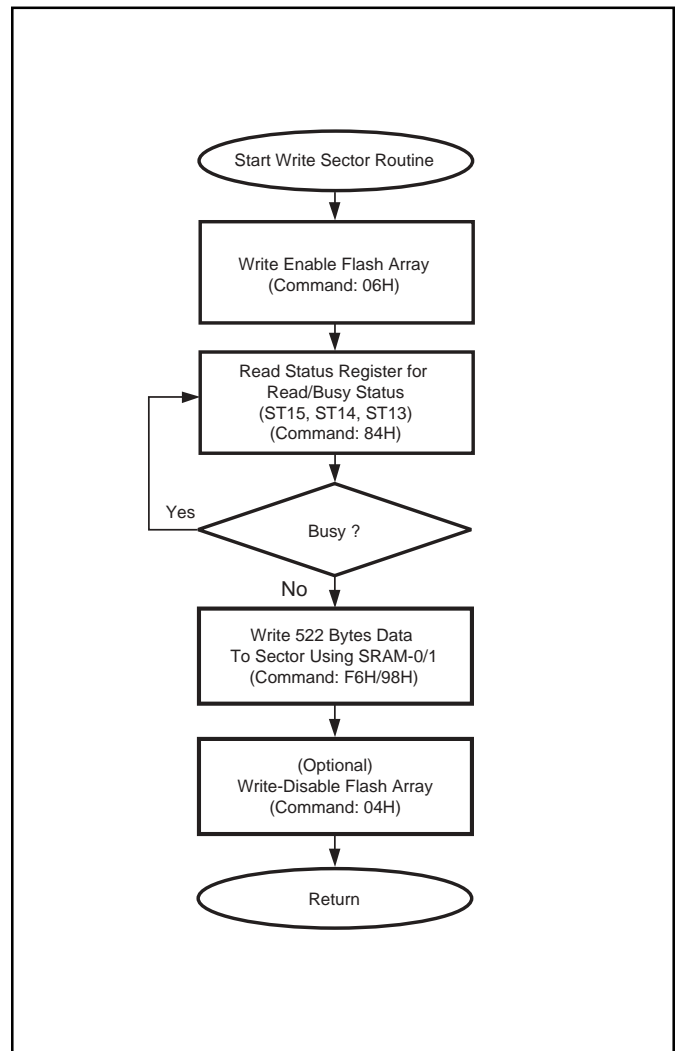 Start Write Sector Routine
Write Enable Flash Array
(Command: 06H)
Read Status Register for
Read/Busy Status
(ST15, ST14, ST13)
(Command: 84H)
Yes
Busy ?
No
Write 522 Bytes Data
To Sector Using SRAM-0/1
(Command: F6H/98H)
(Optional)
Write-Disable Flash Array
(Command: 04H)
Return